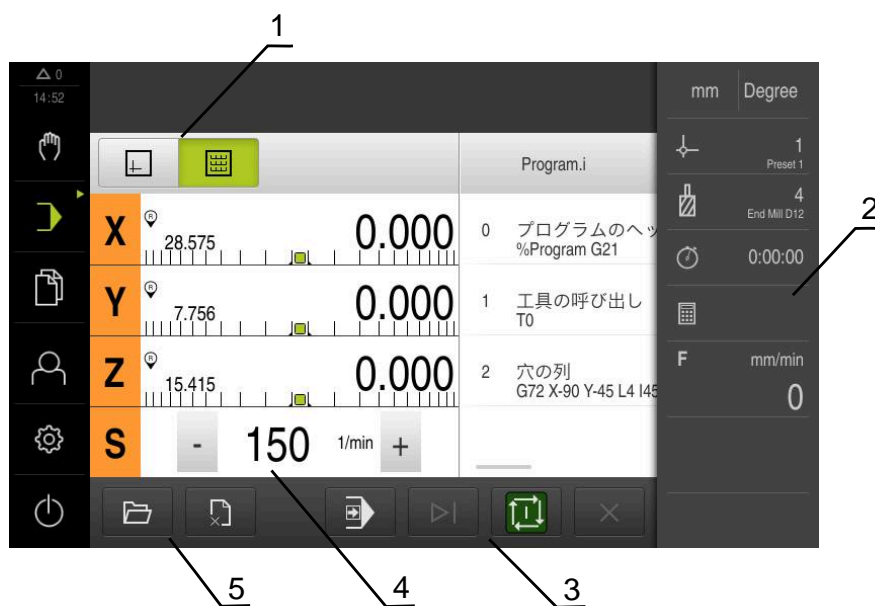 1
0
14:52
mm Degree
1
Preset 1
4
End Mill D12
2
0:00:00
F mm/min
0
Program.i
X R 28.575 0.000
Y R 7.756 0.000
Z R 15.415 0.000
S - 150 1/min +
0 プログラムのヘッ
%Program G21
1 工具の呼び出し
T0
2 穴の列
G72 X-90 Y-45 L4 I45
5 4 3